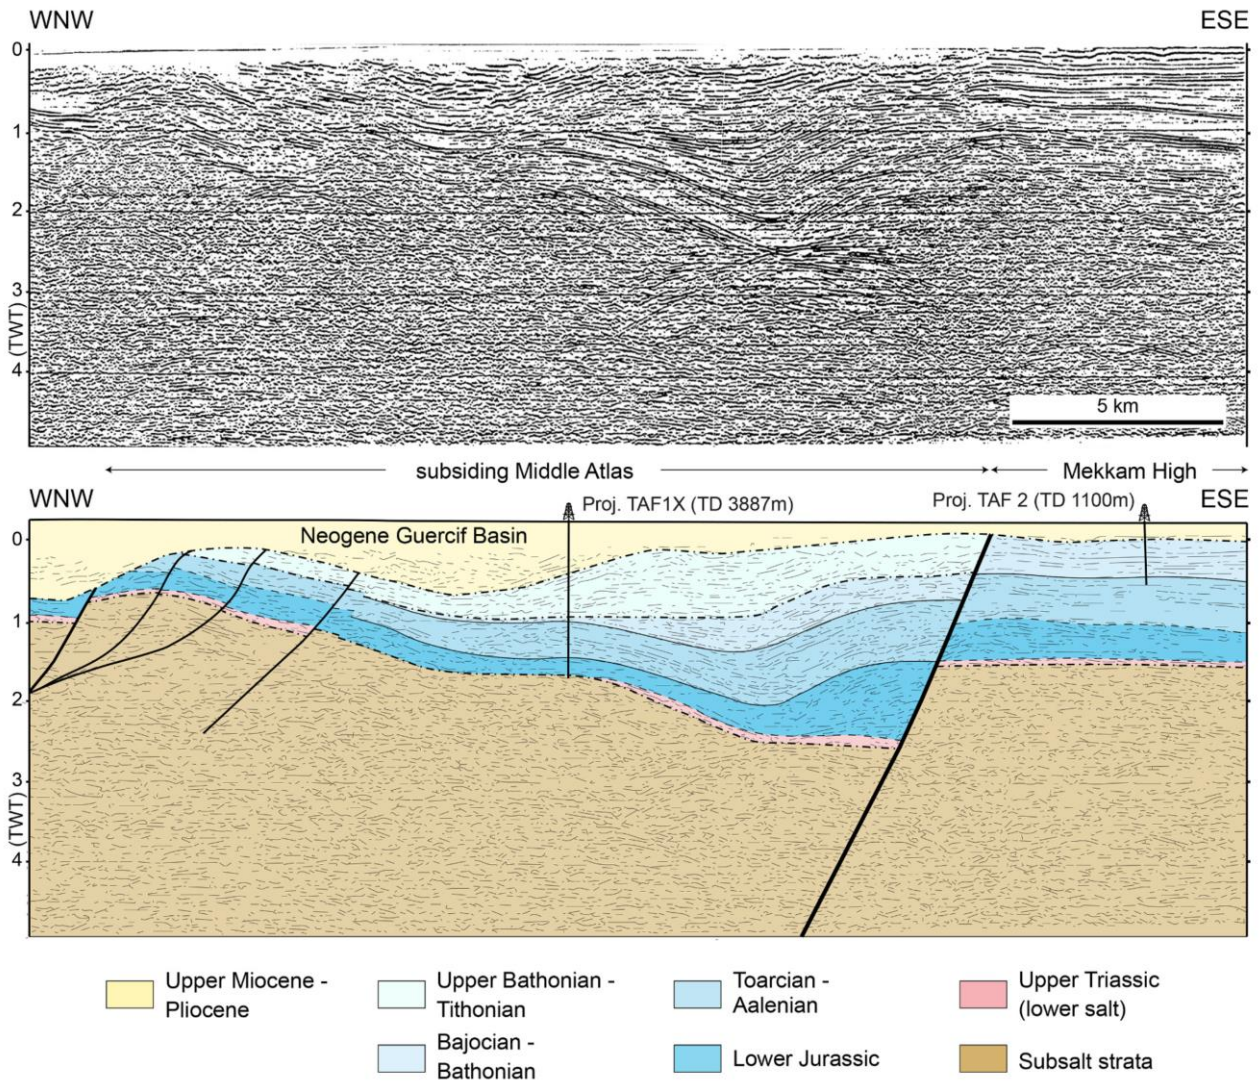 WNW ESE
0
1
2
3
4
(TWT)
5 km
subsiding Middle Atlas Mekkam High
WNW ESE
Proj. TAF1X (TD 3887m) Proj. TAF 2 (TD 1100m)
Neogene Guercif Basin
0
1
2
3
4
(TWT)
Upper Miocene -
Pliocene
Upper Bathonian -
Tithonian
Toarcian -
Aalenian
Upper Triassic
(lower salt)
Bajocian -
Bathonian
Lower Jurassic
Subsalt strata